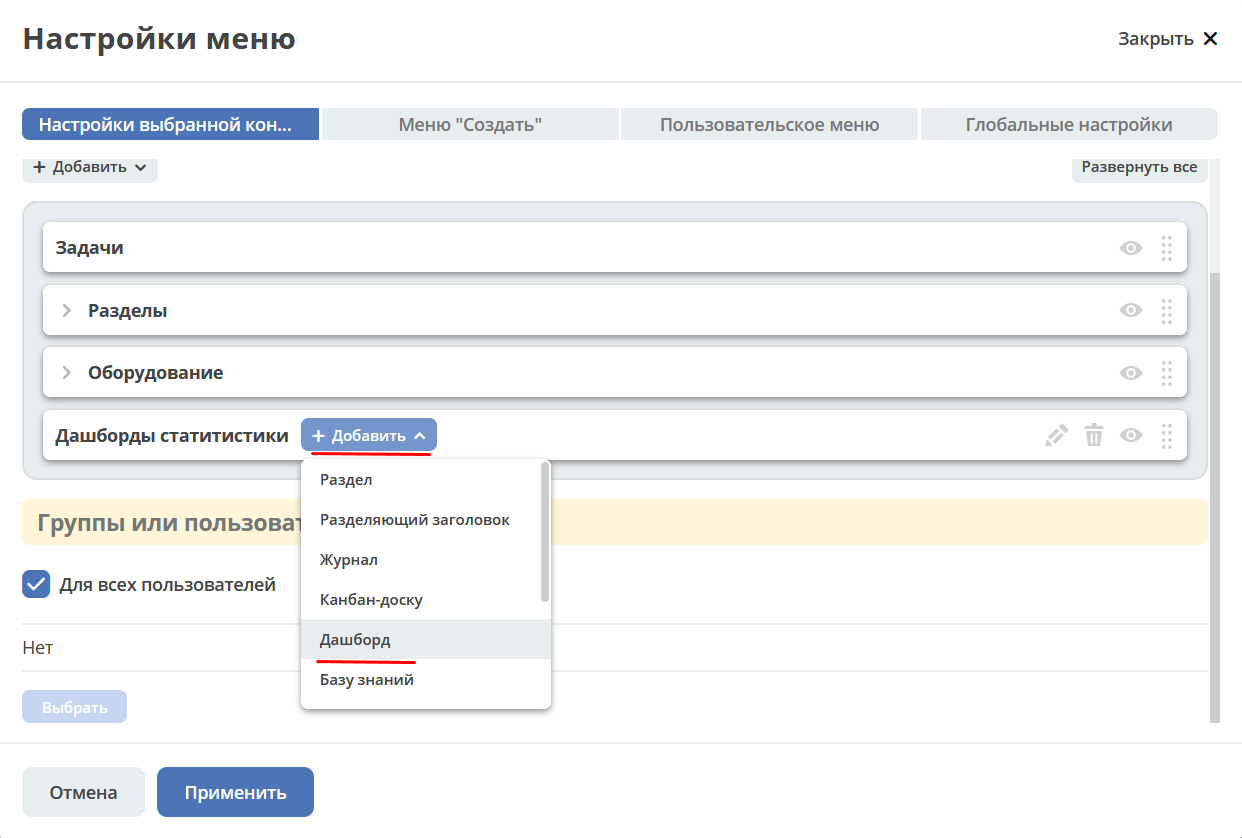 Настройки меню
Закрыть
Настройки выбранной кон...
Меню "Создать"
Пользовательское меню
Глобальные настройки
+ Добавить
Развернуть все
Задачи
Разделы
Оборудование
Дашборды статитистики
+ Добавить
Раздел
Разделяющий заголовок
Журнал
Канбан-доску
Дашборд
Базу знаний
Группы или пользоват
Для всех пользователей
Нет
Выбрать
Отмена
Применить